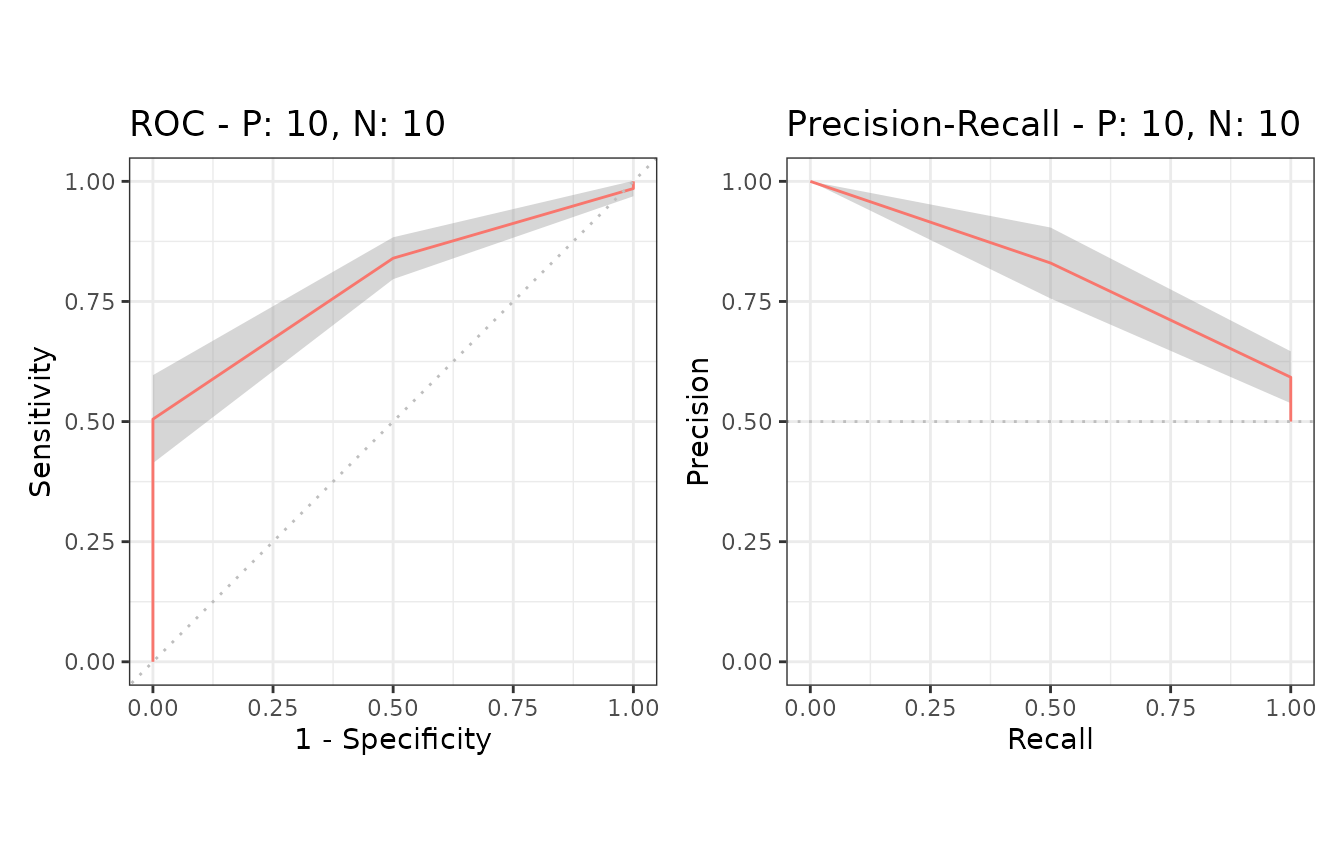 ROC - P: 10, N: 10
Sensitivity
1.00
0.75
0.50
0.25
0.00
0.00 0.25 0.50 0.75 1.00
1 - Specificity
Precision-Recall - P: 10, N: 10
Precision
1.00
0.75
0.50
0.25
0.00
0.00 0.25 0.50 0.75 1.00
Recall